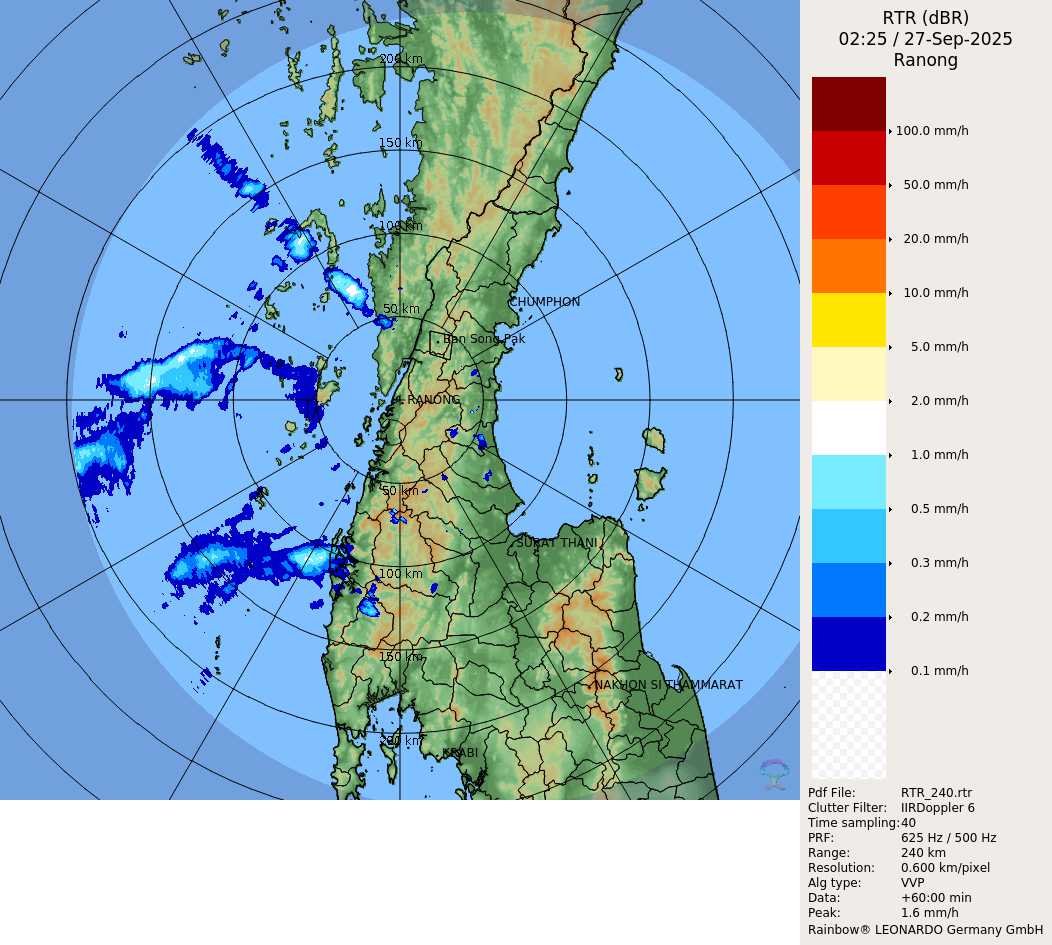 RTR (dBR)
02:25 / 27-Sep-2025
Ranong
200 km
150 km
100 km
50 km
CHUMPHON
Ban Song Pak
RANONG
50 km
SURAT THANI
100 km
150 km
NAKHON SI THAMMARAT
200 km
KRABI
100.0 mm/h
50.0 mm/h
20.0 mm/h
10.0 mm/h
5.0 mm/h
2.0 mm/h
1.0 mm/h
0.5 mm/h
0.3 mm/h
0.2 mm/h
0.1 mm/h
Pdf File: RTR_240.rtr
Clutter Filter: IIRDoppler 6
Time sampling:40
PRF: 625 Hz / 500 Hz
Range: 240 km
Resolution: 0.600 km/pixel
Alg type: VVP
Data: +60:00 min
Peak: 1.6 mm/h
Rainbow® LEONARDO Germany GmbH